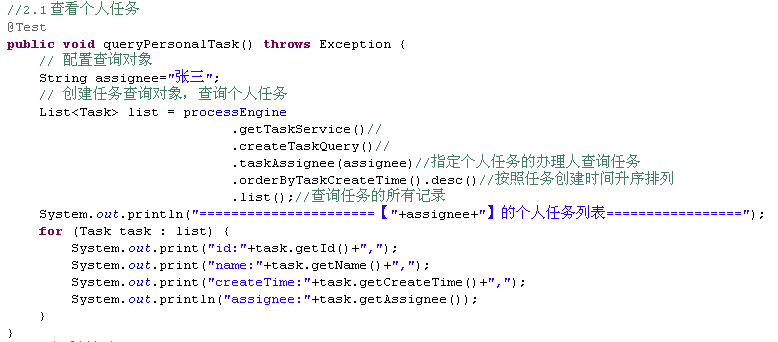 //2.1查看个人任务
@Test
public void queryPersonalTask() throws Exception {
// 配置查询对象
String assignee="张三";
// 创建任务查询对象，查询个人任务
List<Task> list = processEngine
.getTaskService()//
.createTaskQuery()//
.taskAssignee(assignee)//指定个人任务的办理人查询任务
.orderByTaskCreateTime().desc()//按照任务创建时间升序排列
.list();//查询任务的所有记录
System.out.println("======================【"+assignee+"】的个人任务列表=================");
for (Task task : list) {
System.out.print("id:"+task.getId()+",");
System.out.print("name:"+task.getName()+",");
System.out.print("createTime:"+task.getCreateTime()+",");
System.out.println("assignee:"+task.getAssignee());
}
}